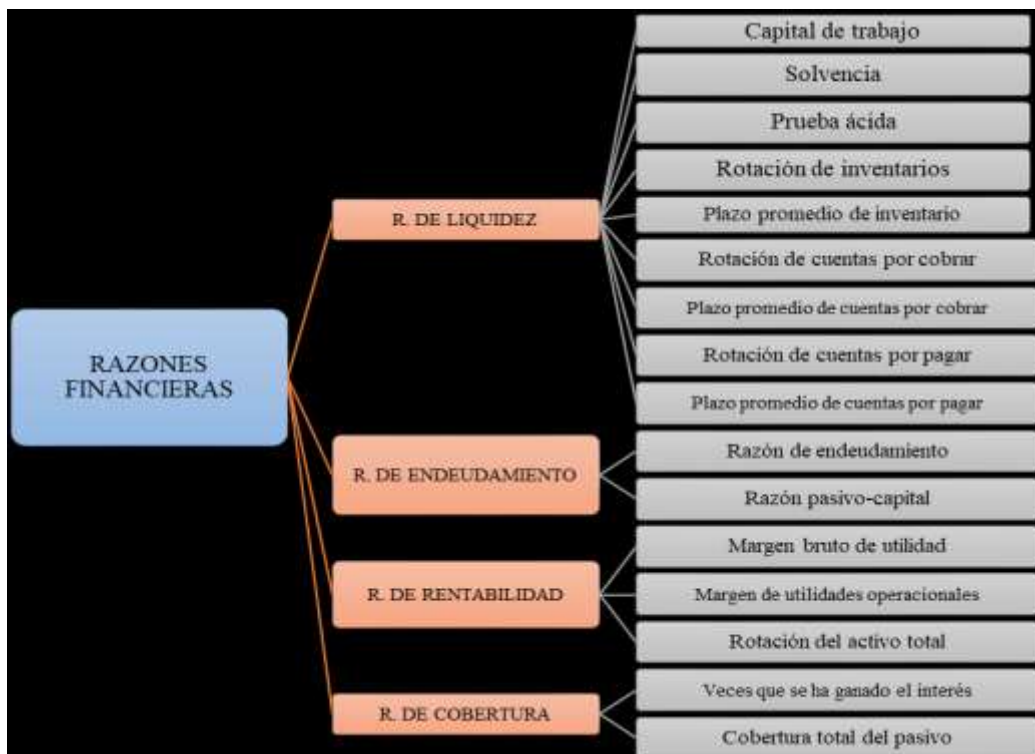 RAZONES
FINANCIERAS
R. DE LIQUIDEZ
Capital de trabajo
Solvencia
Prueba ácida
Rotación de inventarios
Plazo promedio de inventario
Rotación de cuentas por cobrar
Plazo promedio de cuentas por cobrar
Rotación de cuentas por pagar
Plazo promedio de cuentas por pagar
R. DE ENDEUDAMIENTO
Razón de endeudamiento
Razón pasivo-capital
R. DE RENTABILIDAD
Margen bruto de utilidad
Margen de utilidades operacionales
Rotación del activo total
R. DE COBERTURA
Veces que se ha ganado el interés
Cobertura total del pasivo